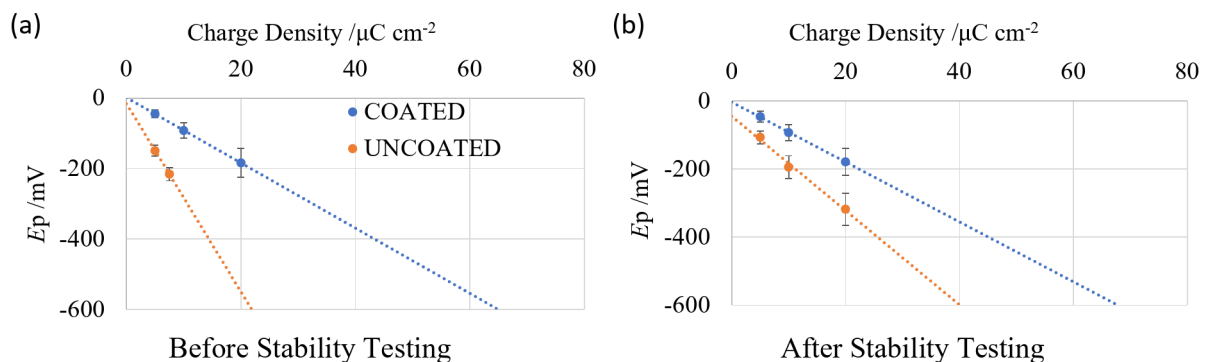 (a)
Charge Density /μC cm⁻²
0 20 40 60 80
0
-200
-400
-600
Ep /mV
COATED
UNCOATED
Before Stability Testing
(b)
Charge Density /μC cm⁻²
0 20 40 60 80
0
-200
-400
-600
Ep /mV
After Stability Testing